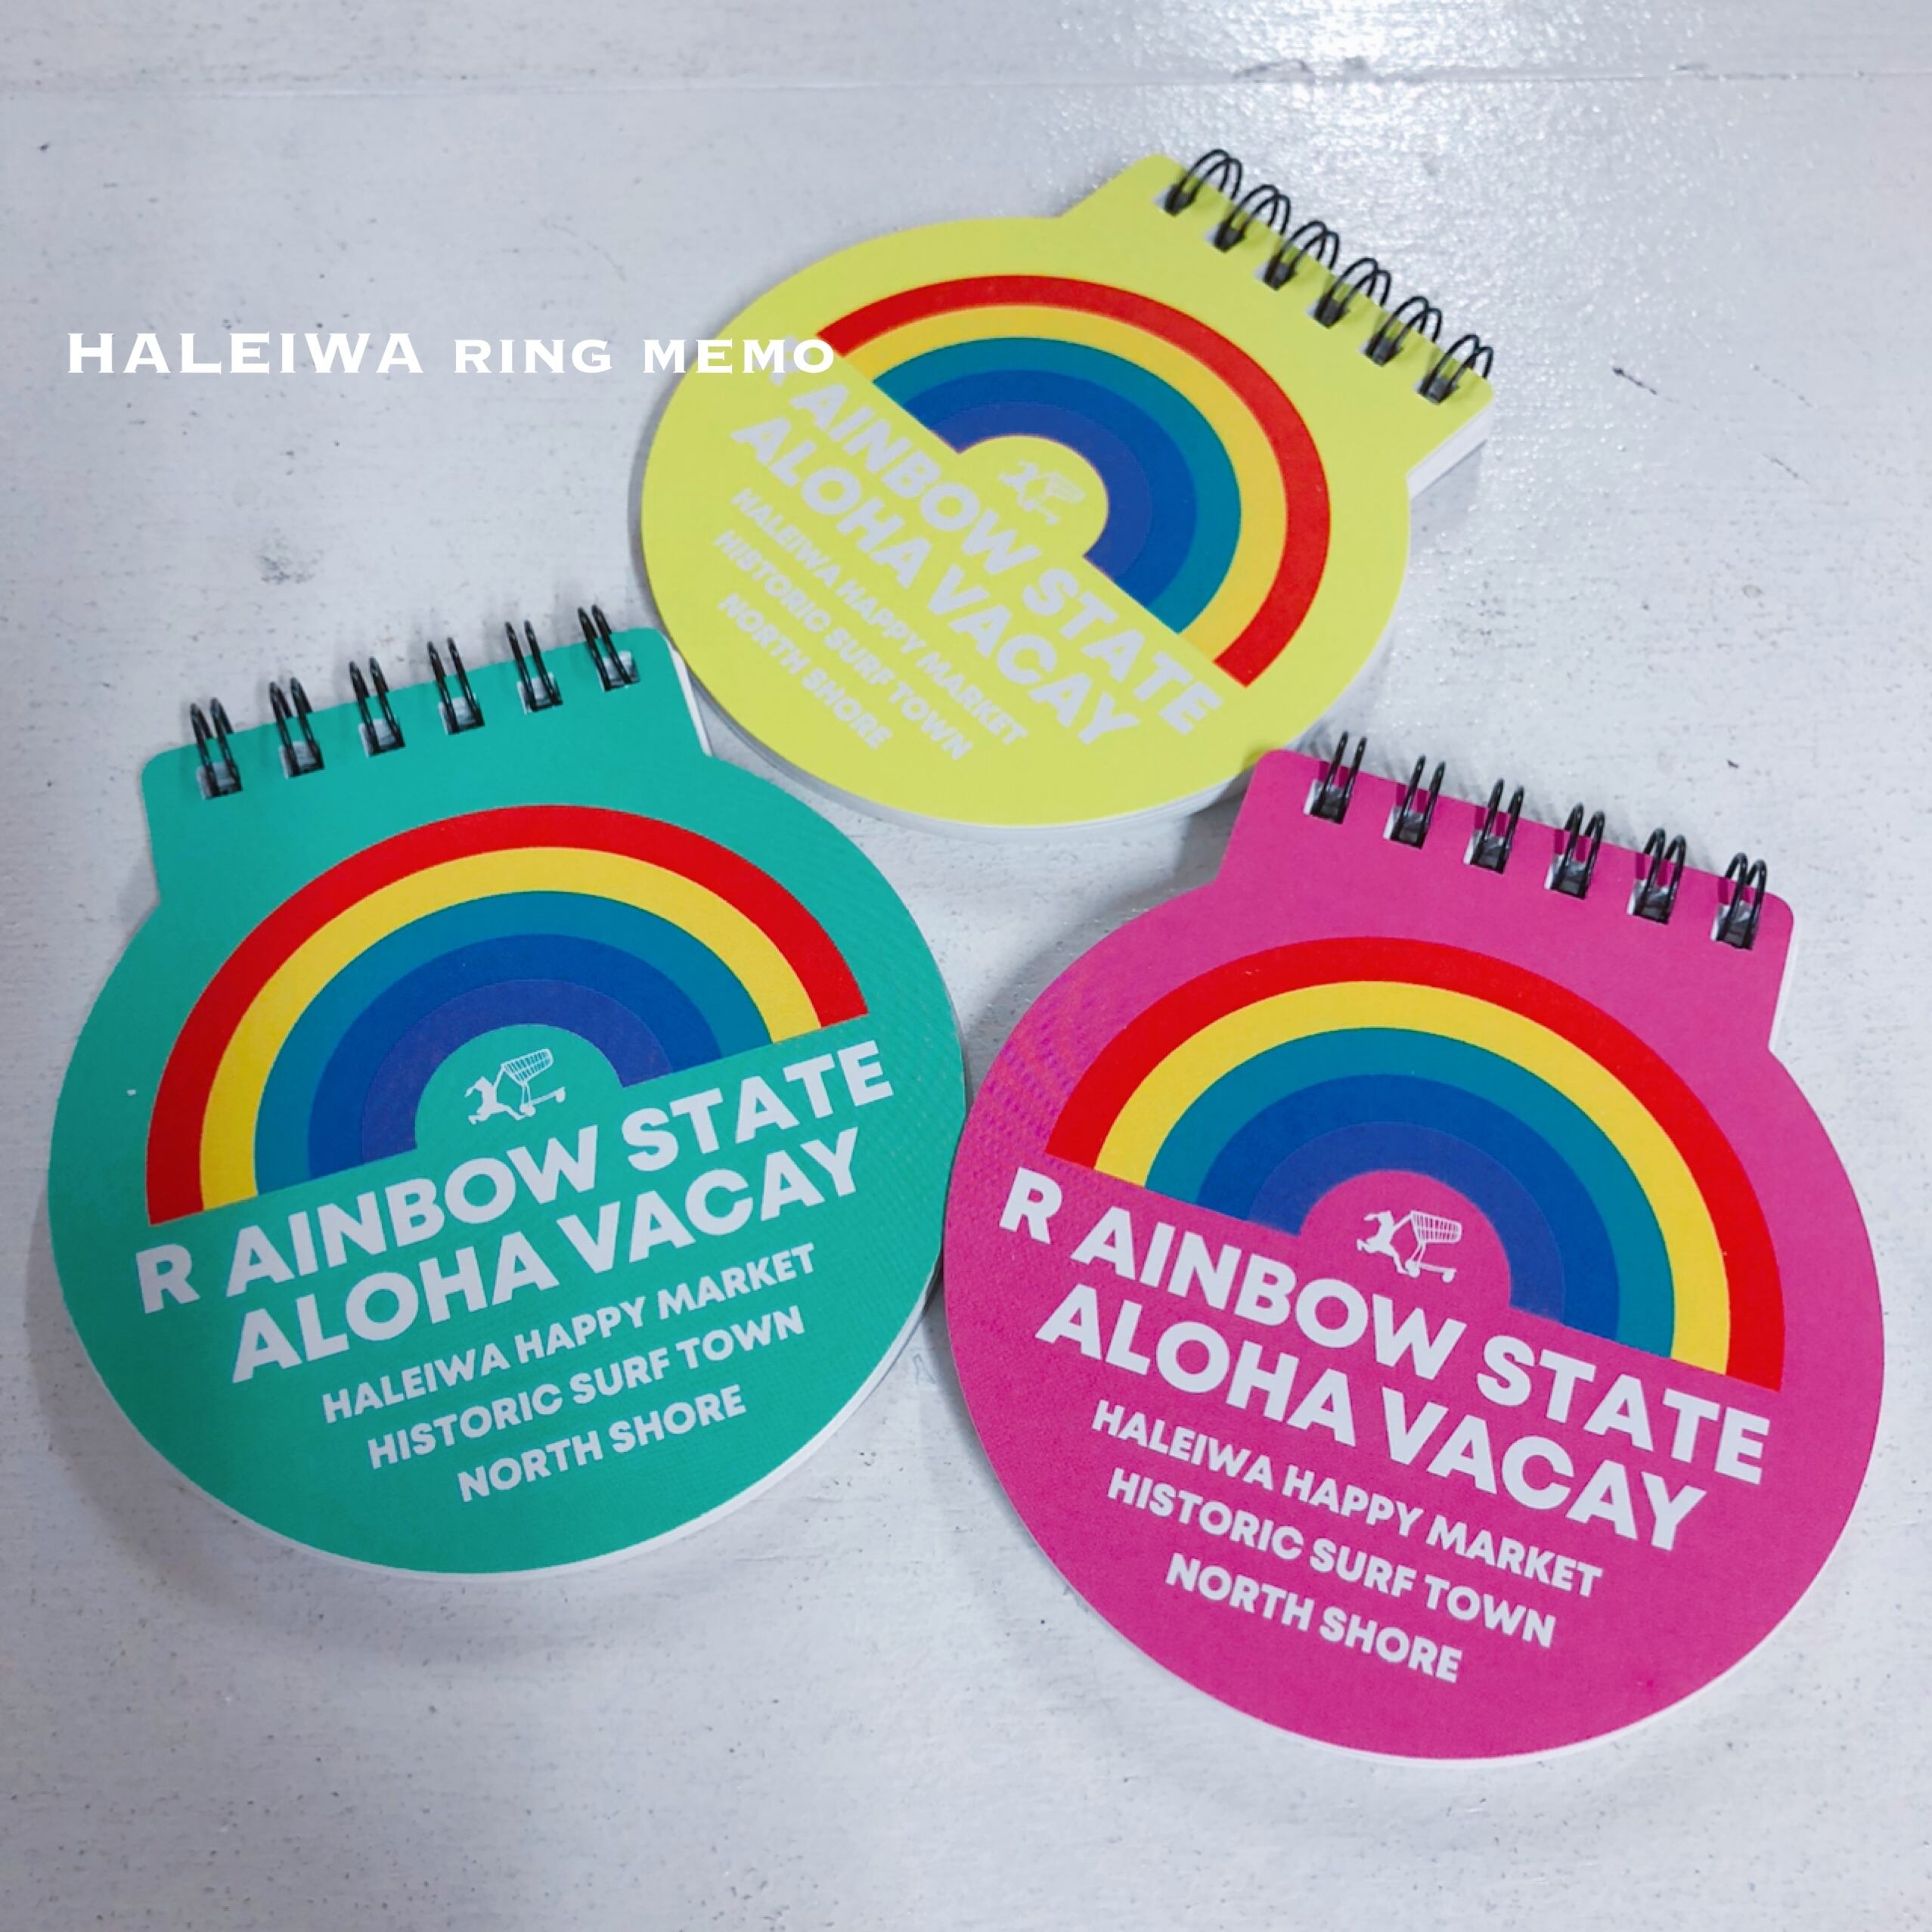 HALEIWA RING MEMO
R AINBOW STATE
ALOHA VACAY
HALEIWA HAPPY MARKET
HISTORIC SURF TOWN
NORTH SHORE
R AINBOW STATE
ALOHA VACAY
HALEIWA HAPPY MARKET
HISTORIC SURF TOWN
NORTH SHORE
R AINBOW STATE
ALOHA VACAY
HALEIWA HAPPY MARKET
HISTORIC SURF TOWN
NORTH SHORE